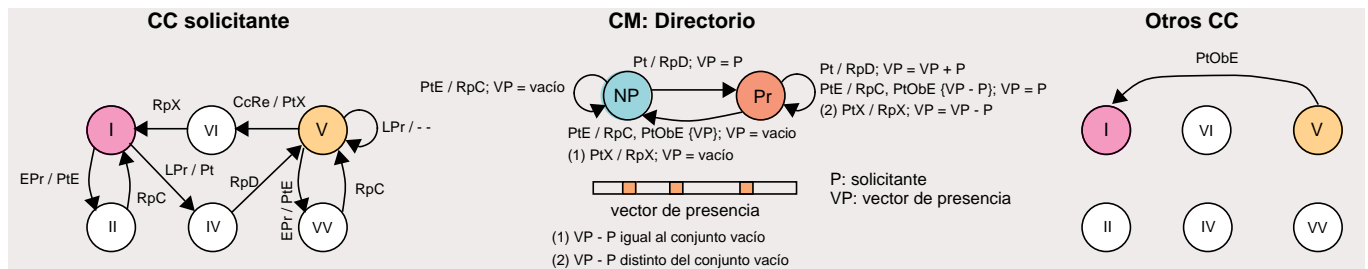 CC solicitante
RpX
CcRe / PtX
I
VI
V
LPr / - -
EPr / PtE
RpC
LPr / Pt
RpD
EPr / PtE
RpC
II
IV
VV
CM: Directorio
Pt / RpD; VP = P
PtE / RpC; VP = vacío
NP
Pr
Pt / RpD; VP = VP + P
PtE / RpC, PtObE {VP - P}; VP = P
(2) PtX / RpX; VP = VP - P
PtE / RpC, PtObE {VP}; VP = vacio
(1) PtX / RpX; VP = vacío
vector de presencia
P: solicitante
VP: vector de presencia
(1) VP - P igual al conjunto vacío
(2) VP - P distinto del conjunto vacío
Otros CC
PtObE
I
VI
V
II
IV
VV